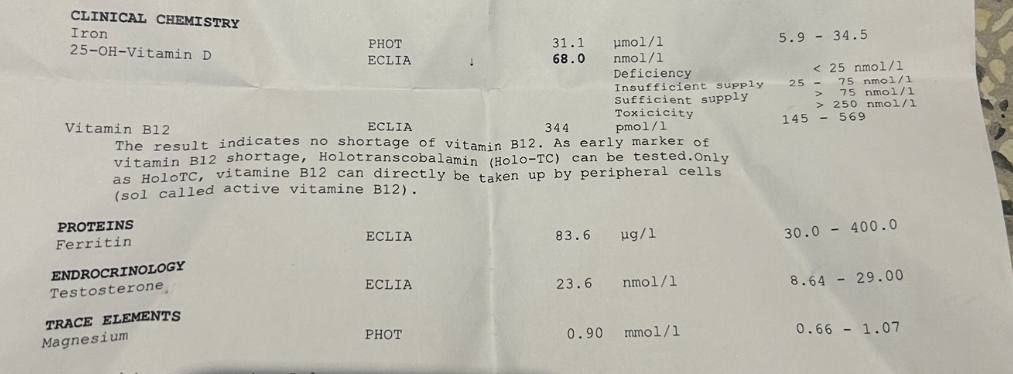 CLINICAL CHEMISTRY
Iron PHOT 31.1 µmol/l 5.9 - 34.5
25-OH-Vitamin D ECLIA ↓ 68.0 nmol/l
Deficiency < 25 nmol/l
Insufficient supply 25 - 75 nmol/l
Sufficient supply > 75 nmol/l
Toxicicity > 250 nmol/l
Vitamin B12 ECLIA 344 pmol/l 145 - 569
The result indicates no shortage of vitamin B12. As early marker of
vitamin B12 shortage, Holotranscobalamin (Holo-TC) can be tested.Only
as HoloTC, vitamine B12 can directly be taken up by peripheral cells
(sol called active vitamine B12).
PROTEINS
Ferritin ECLIA 83.6 µg/l 30.0 - 400.0
ENDROCRINOLOGY
Testosterone ECLIA 23.6 nmol/l 8.64 - 29.00
TRACE ELEMENTS
Magnesium PHOT 0.90 mmol/l 0.66 - 1.07